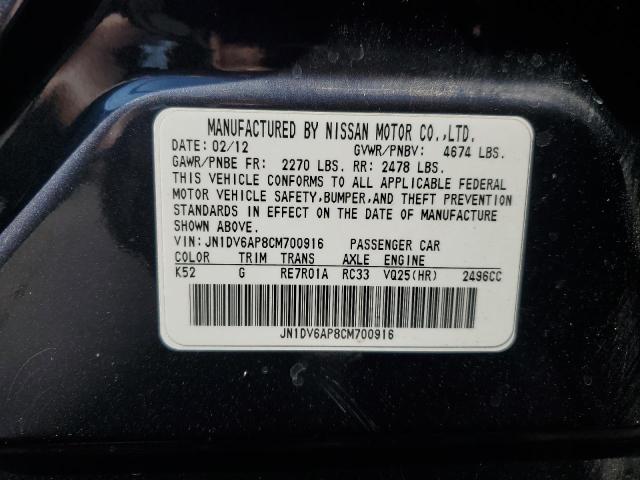 MANUFACTURED BY NISSAN MOTOR CO.,LTD.
DATE: 02/12 GVWR/PNBV: 4674 LBS.
GAWR/PNBE FR: 2270 LBS. RR: 2478 LBS.
THIS VEHICLE CONFORMS TO ALL APPLICABLE FEDERAL
MOTOR VEHICLE SAFETY,BUMPER,AND THEFT PREVENTION
STANDARDS IN EFFECT ON THE DATE OF MANUFACTURE
SHOWN ABOVE.
VIN:JN1DV6AP8CM700916 PASSENGER CAR
COLOR TRIM TRANS AXLE ENGINE
K52 G RE7R01A RC33 VQ25(HR) 2496CC
JN1DV6AP8CM700916